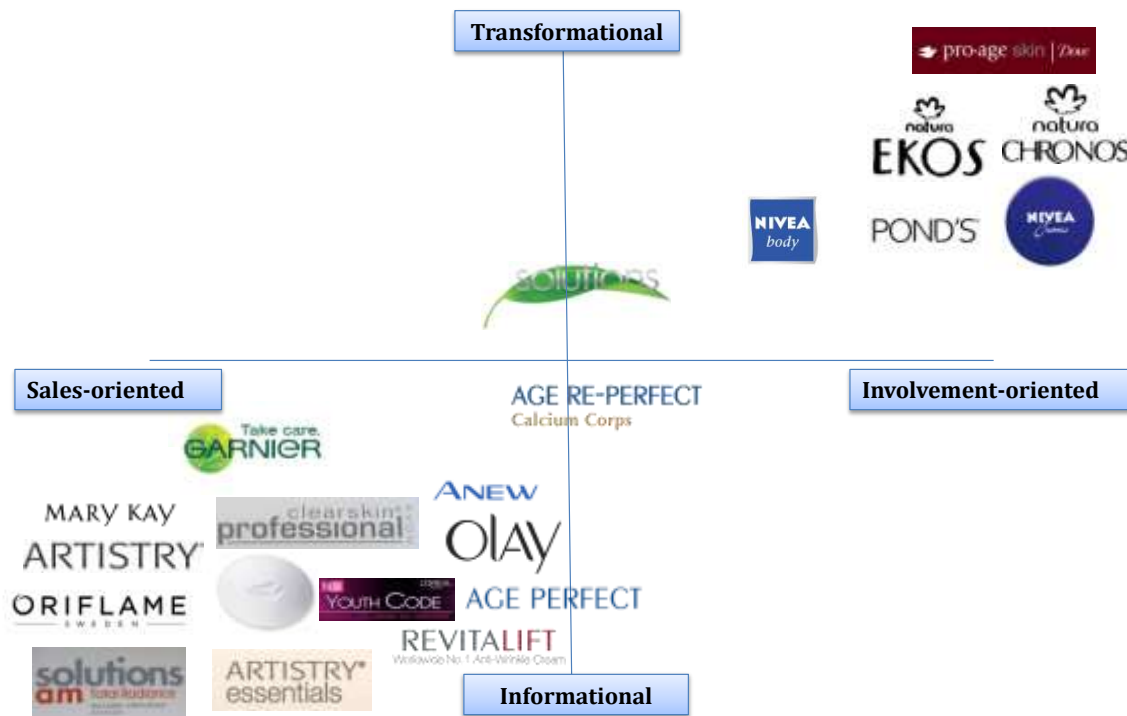 Transformational
pro·age skin | Dove
natura
EKOS
natura
CHRONOS
NIVEA
body
POND'S
NIVEA
Creme
solutions
Sales-oriented
Involvement-oriented
AGE RE-PERFECT
Calcium Corps
Take care.
GARNIER
ANEW
MARY KAY
clearskin
professional
OLAY
ARTISTRY
ORIFLAME
SWEDEN
YOUTH CODE
AGE PERFECT
REVITALIFT
Worldwide No. 1 Anti-Wrinkle Cream
solutions
am total radiance
ARTISTRY®
essentials
Informational